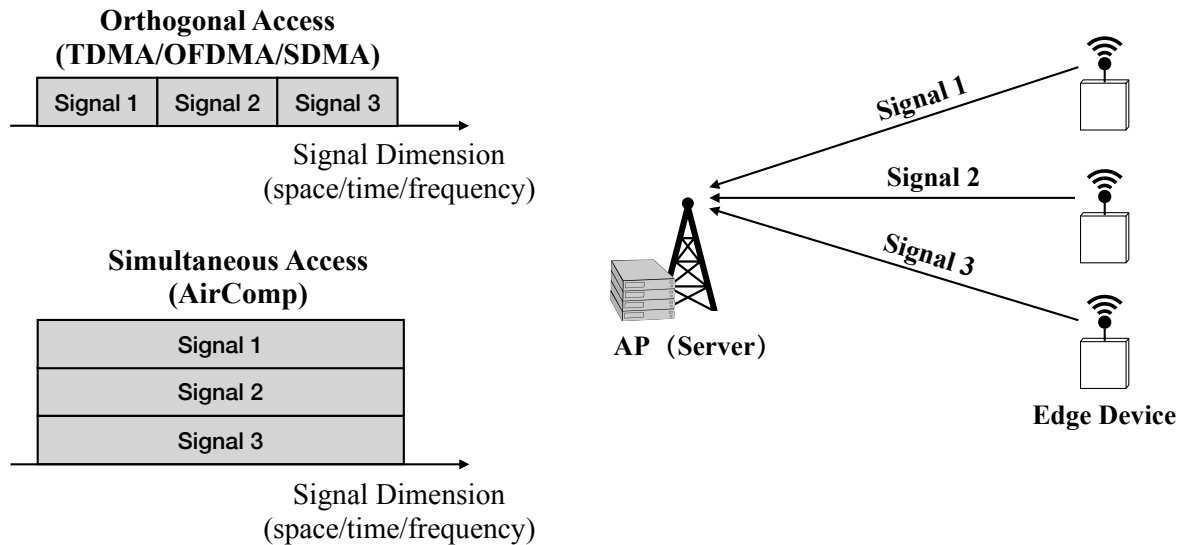 Orthogonal Access
(TDMA/OFDMA/SDMA)
Signal 1
Signal 2
Signal 3
Signal Dimension
(space/time/frequency)
Simultaneous Access
(AirComp)
Signal 1
Signal 2
Signal 3
Signal Dimension
(space/time/frequency)
Signal 1
Signal 2
Signal 3
AP（Server）
Edge Device